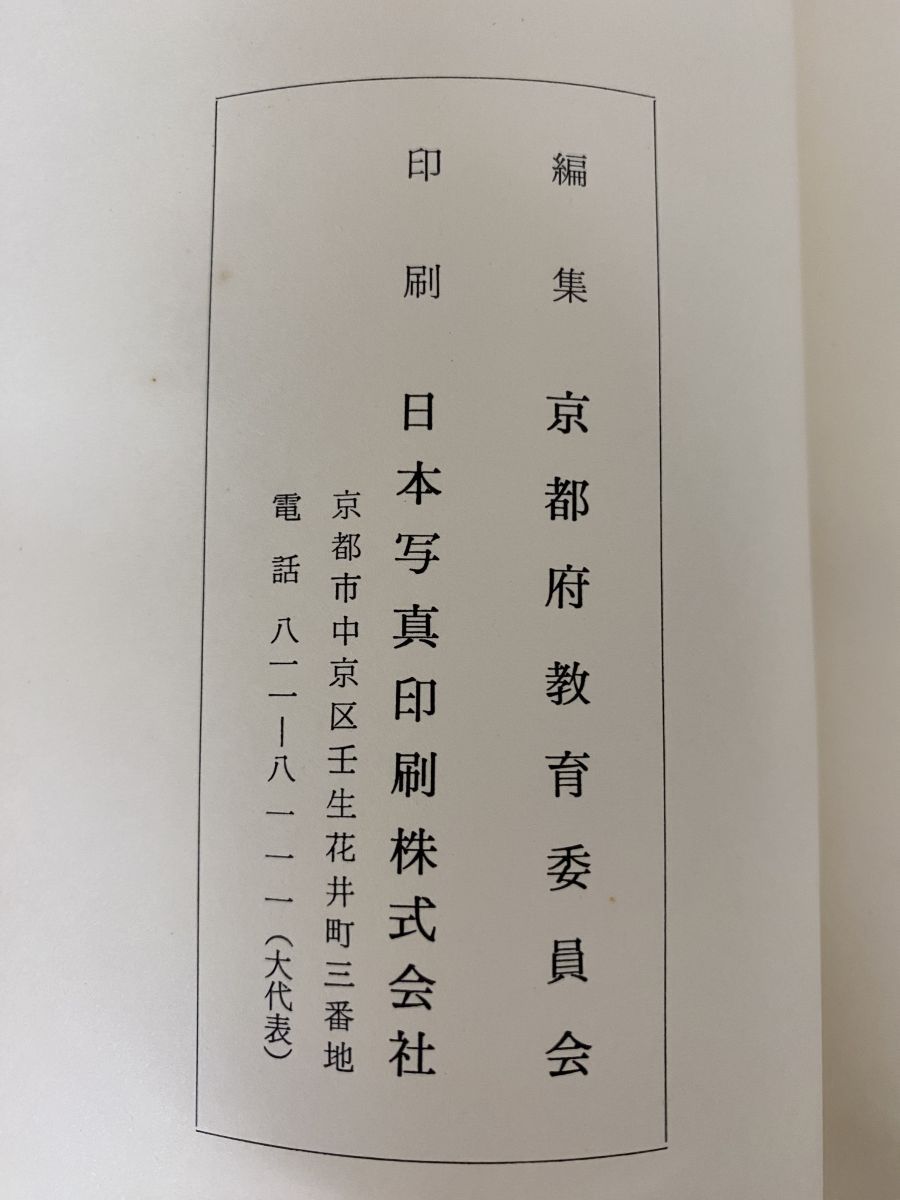 編集 京都府教育委員会
印刷 日本写真印刷株式会社
京都市中京区壬生花井町三番地
電話 八一一―八一一一(大代表)